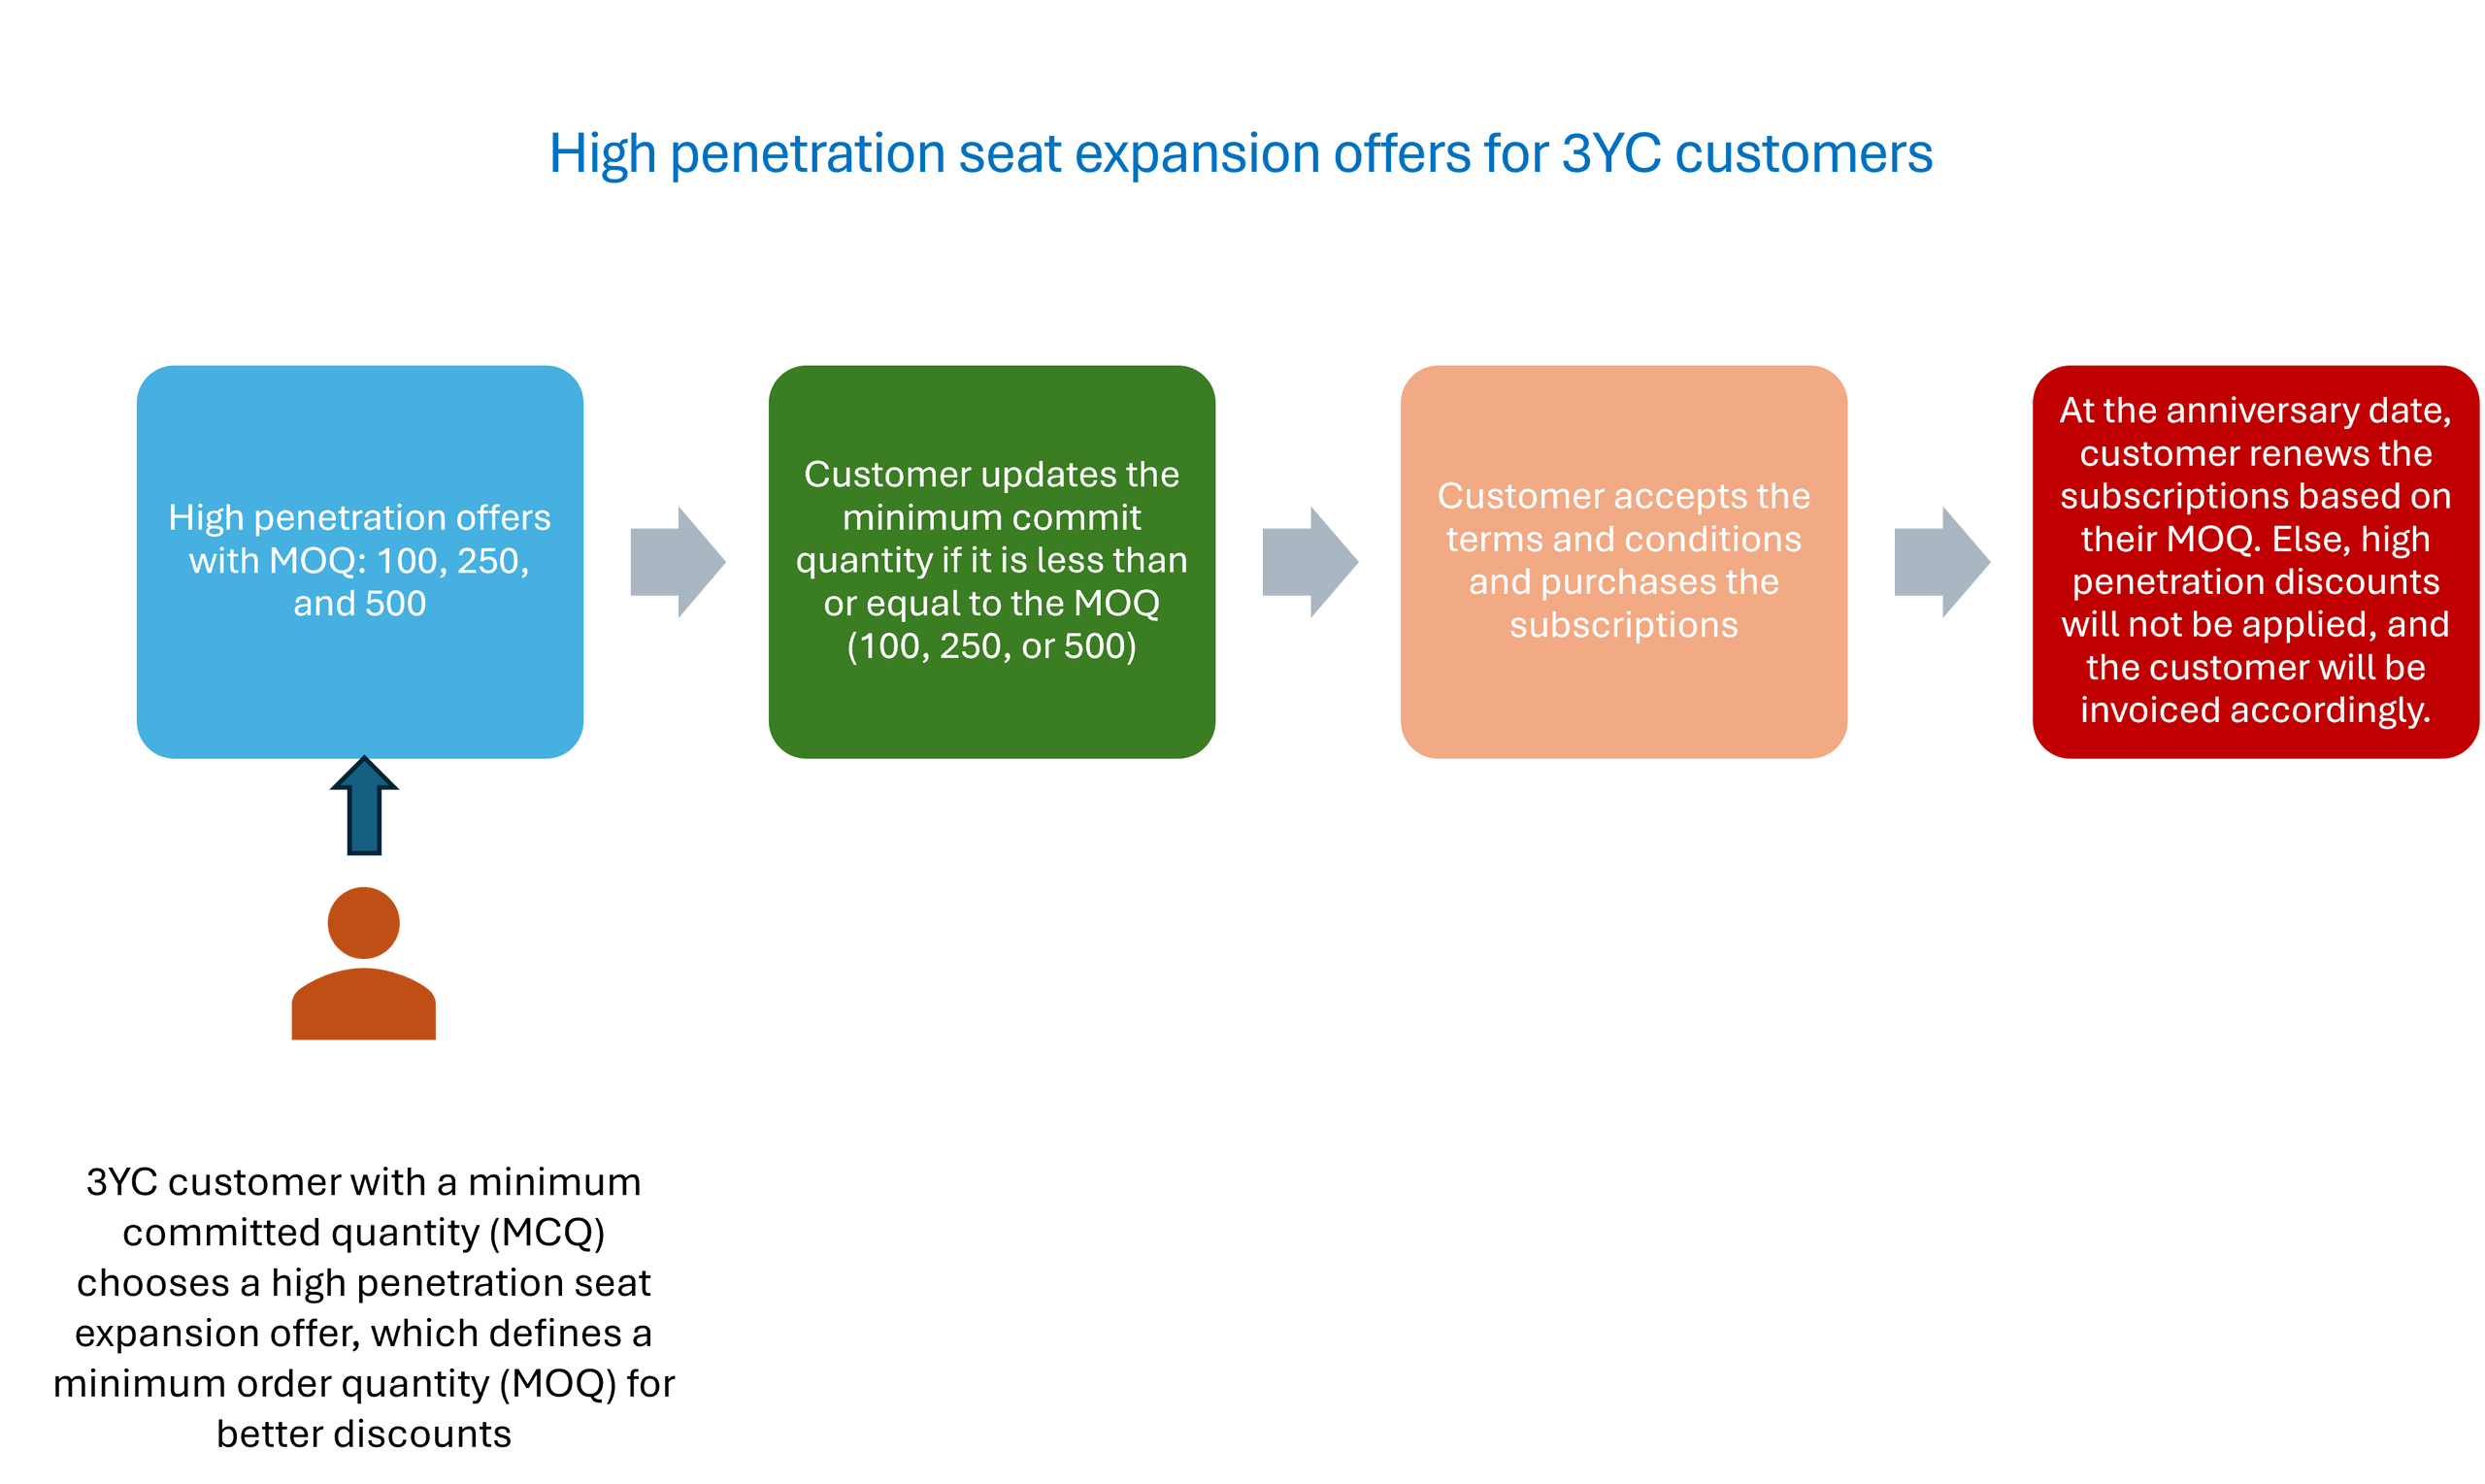 High penetration seat expansion offers for 3YC customers
High penetration offers
with MOQ: 100, 250,
and 500
Customer updates the
minimum commit
quantity if it is less than
or equal to the MOQ
(100, 250, or 500)
Customer accepts the
terms and conditions
and purchases the
subscriptions
At the anniversary date,
customer renews the
subscriptions based on
their MOQ. Else, high
penetration discounts
will not be applied, and
the customer will be
invoiced accordingly.
3YC customer with a minimum
committed quantity (MCQ)
chooses a high penetration seat
expansion offer, which defines a
minimum order quantity (MOQ) for
better discounts